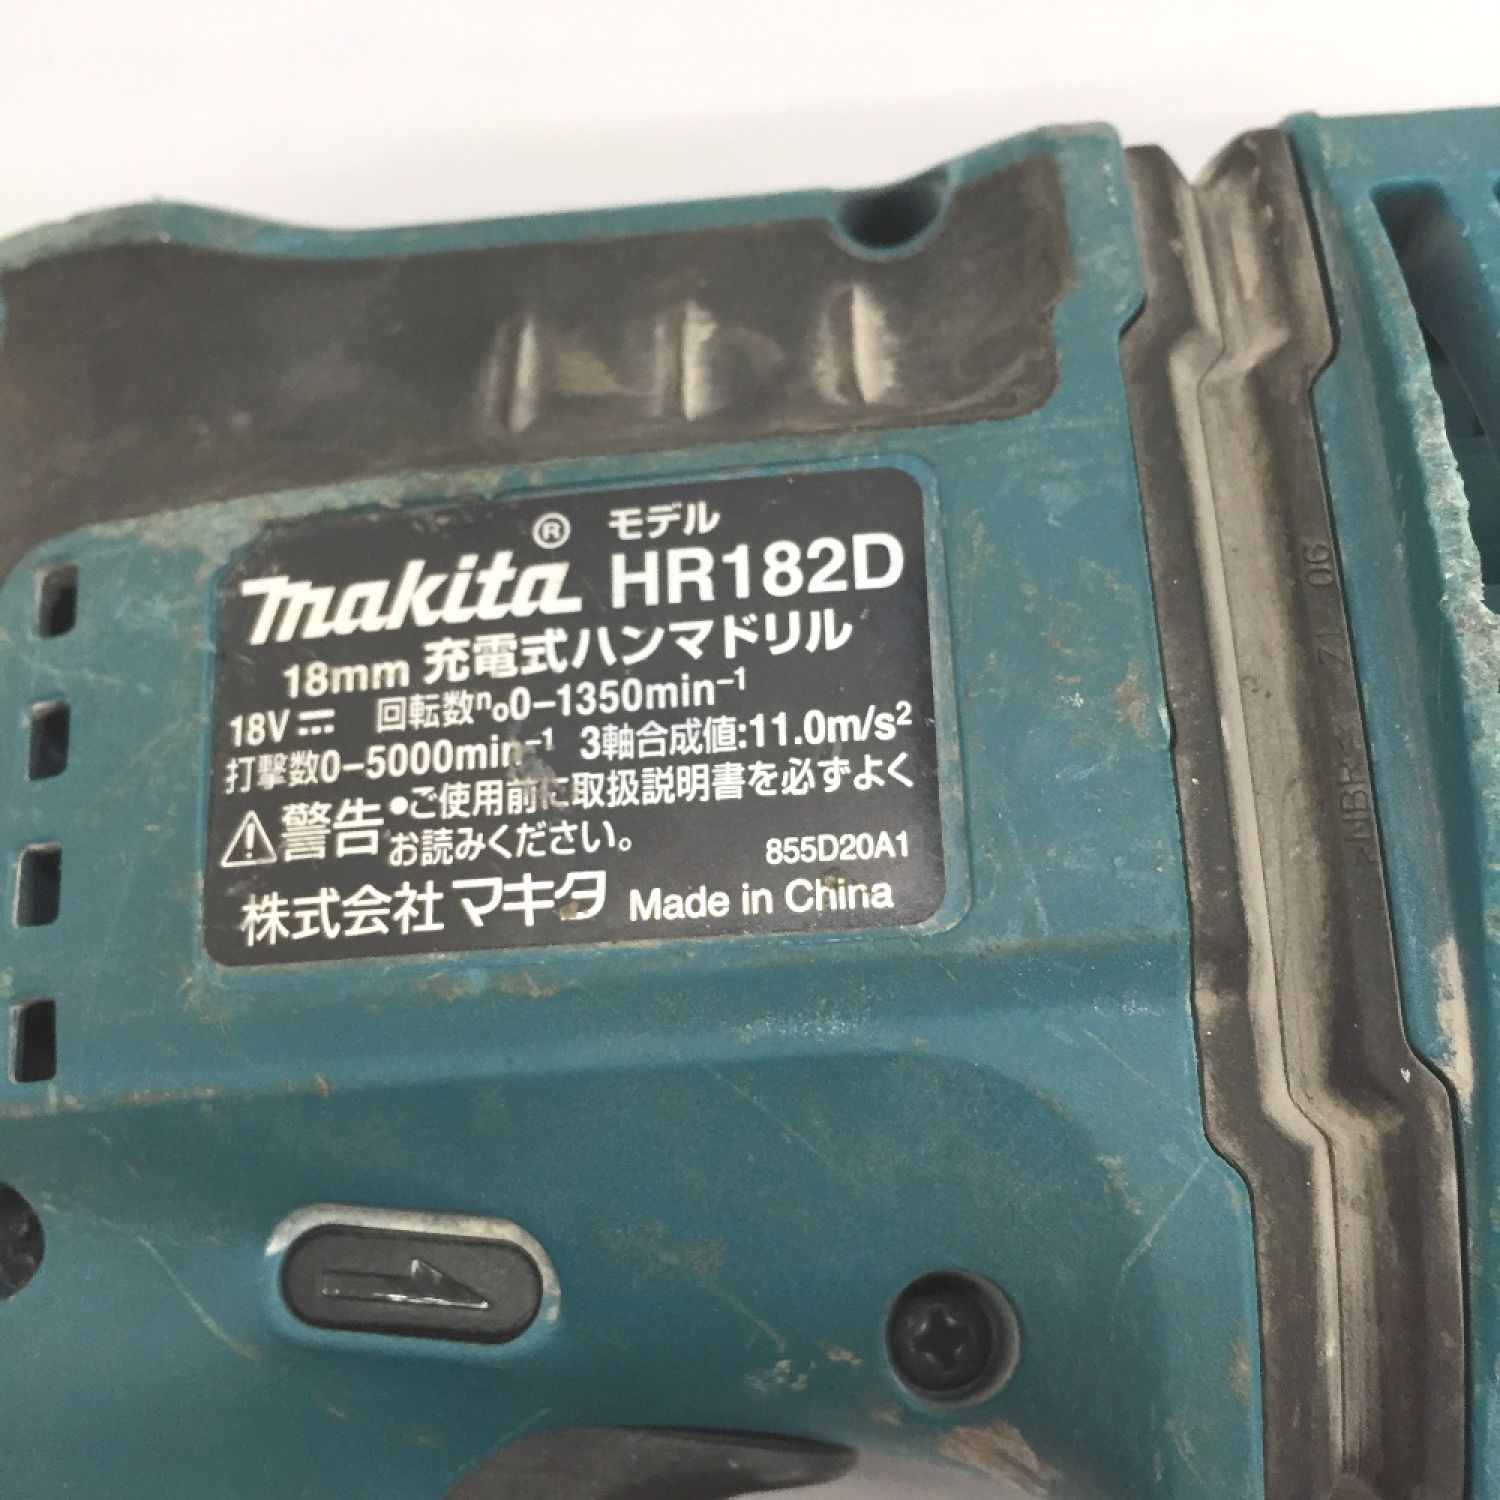 makita® モデル HR182D
18mm 充電式ハンマドリル
18V⎓ 回転数n₀0-1350min⁻¹
打撃数0-5000min⁻¹ 3軸合成値:11.0m/s²
⚠警告 •ご使用前に取扱説明書を必ずよくお読みください。
855D20A1
株式会社マキタ Made in China